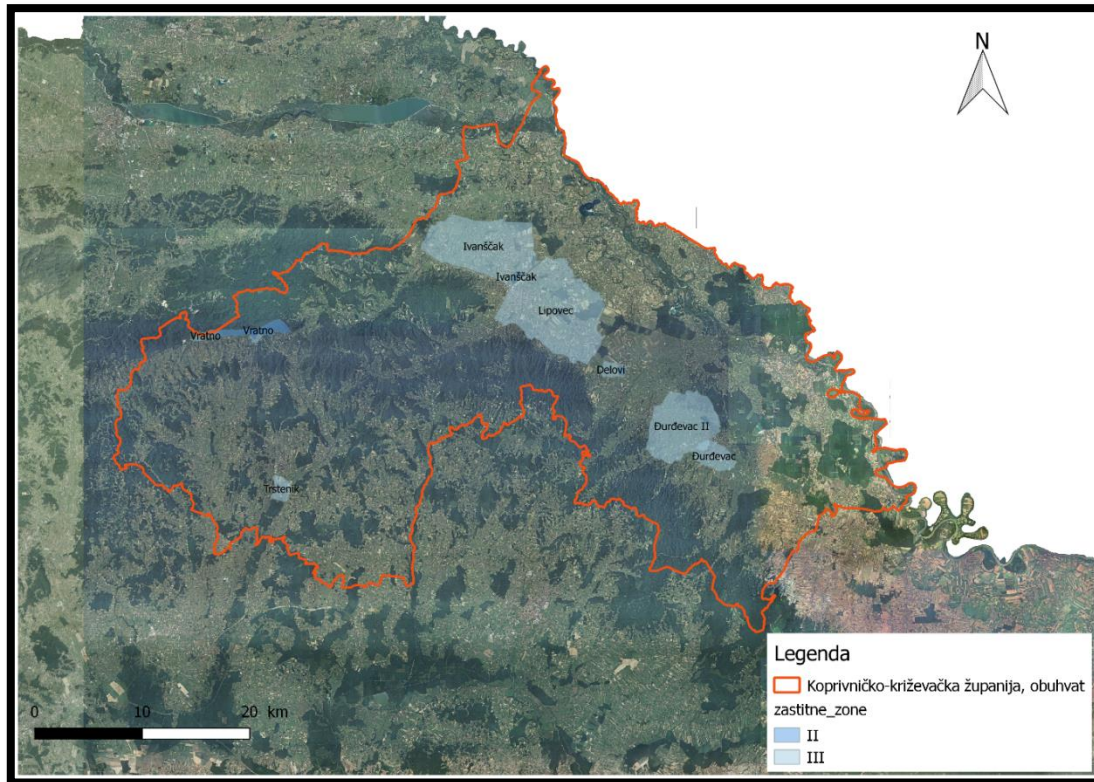 N
Ivanščak
Ivanščak
Lipovec
Vratno
Vratno
Delovi
Đurđevac II
Đurđevac
Trstenik
Legenda
Koprivničko-križevačka županija, obuhvat
zastitne_zone
II
III
0 10 20 km